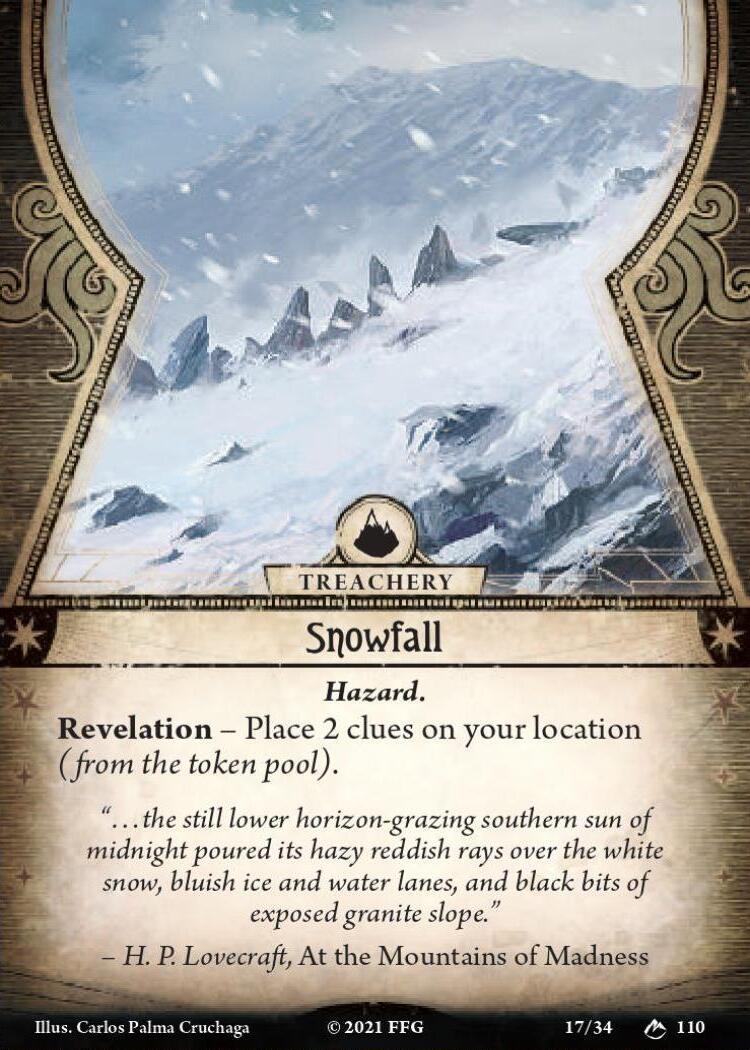 TREACHERY
Snowfall
Hazard.
Revelation – Place 2 clues on your location
(from the token pool).
“…the still lower horizon-grazing southern sun of
midnight poured its hazy reddish rays over the white
snow, bluish ice and water lanes, and black bits of
exposed granite slope.”
– H. P. Lovecraft, At the Mountains of Madness
Illus. Carlos Palma Cruchaga © 2021 FFG 17/34 110